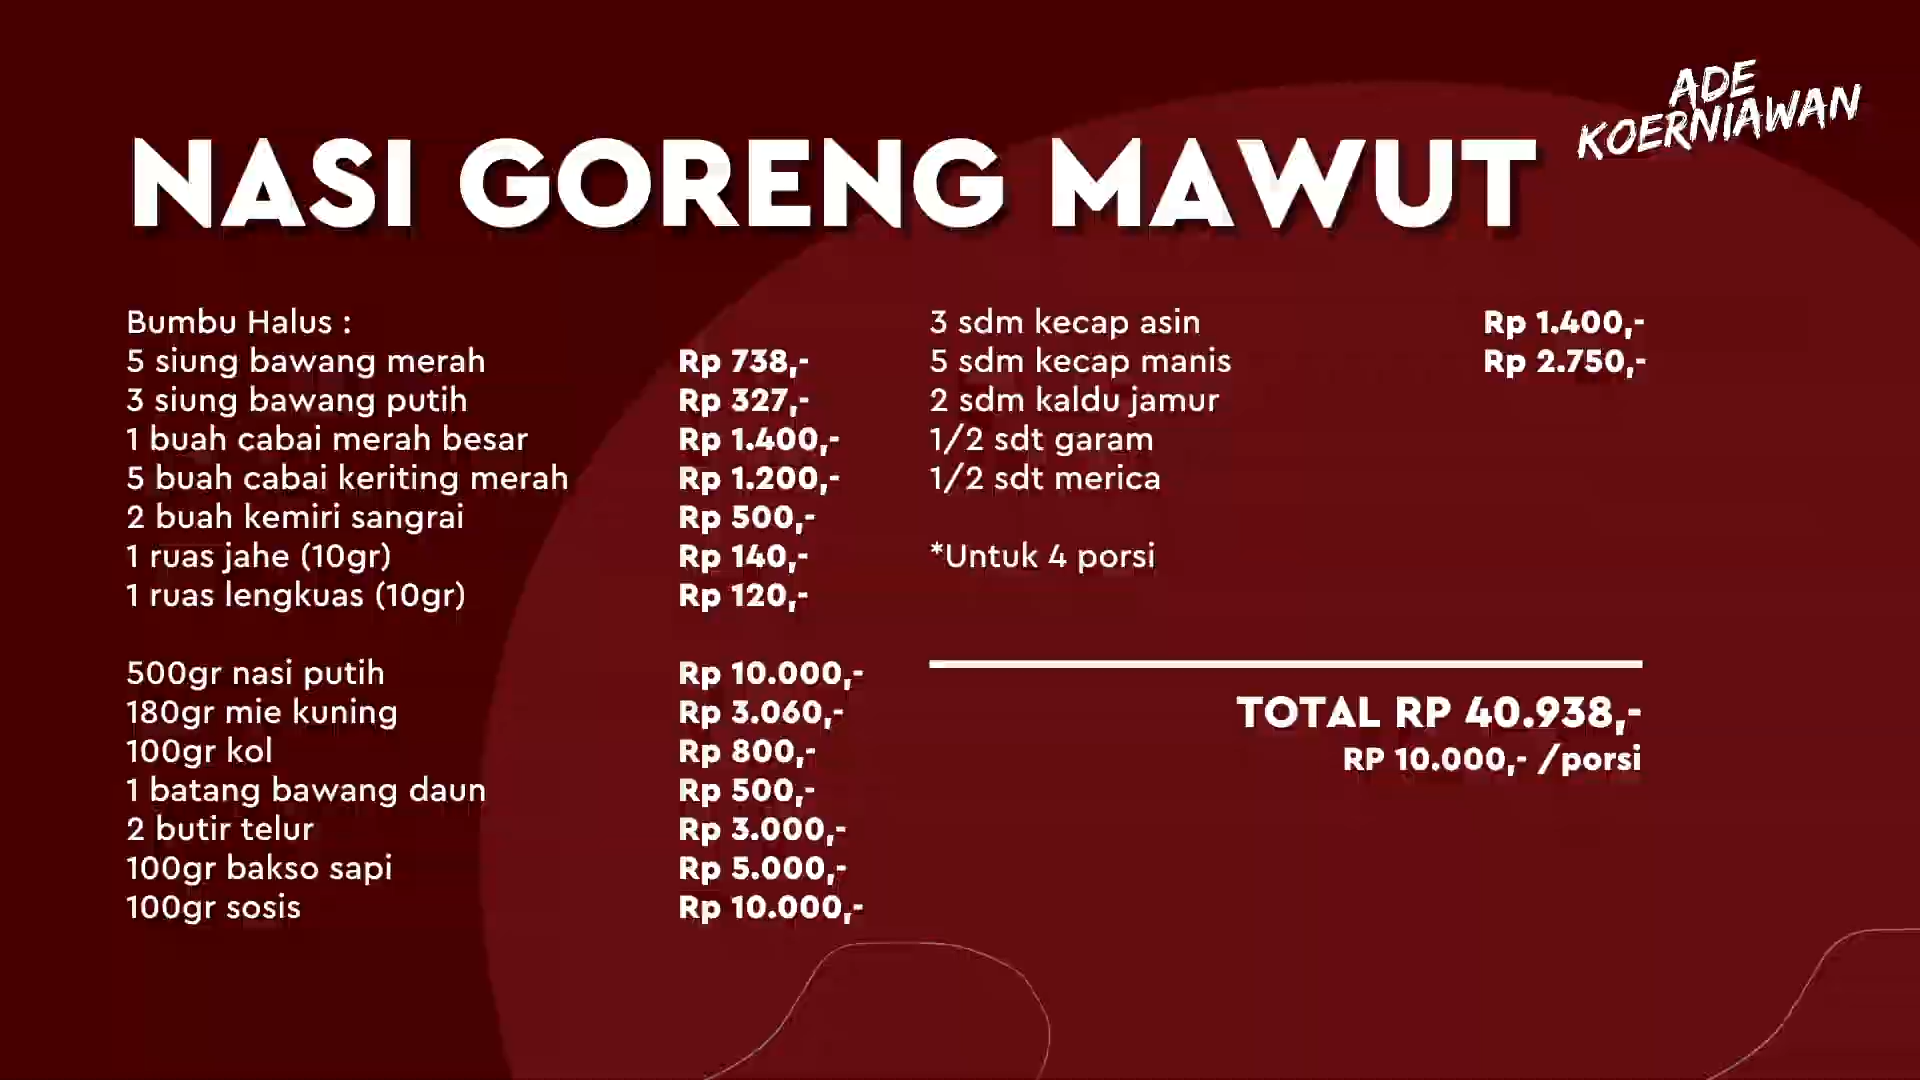 ADE
KOERNIAWAN
NASI GORENG MAWUT
Bumbu Halus :
5 siung bawang merah Rp 738,-
3 siung bawang putih Rp 327,-
1 buah cabai merah besar Rp 1.400,-
5 buah cabai keriting merah Rp 1.200,-
2 buah kemiri sangrai Rp 500,-
1 ruas jahe (10gr) Rp 140,-
1 ruas lengkuas (10gr) Rp 120,-
500gr nasi putih Rp 10.000,-
180gr mie kuning Rp 3.060,-
100gr kol Rp 800,-
1 batang bawang daun Rp 500,-
2 butir telur Rp 3.000,-
100gr bakso sapi Rp 5.000,-
100gr sosis Rp 10.000,-
3 sdm kecap asin Rp 1.400,-
5 sdm kecap manis Rp 2.750,-
2 sdm kaldu jamur
1/2 sdt garam
1/2 sdt merica
*Untuk 4 porsi
TOTAL RP 40.938,-
RP 10.000,- /porsi